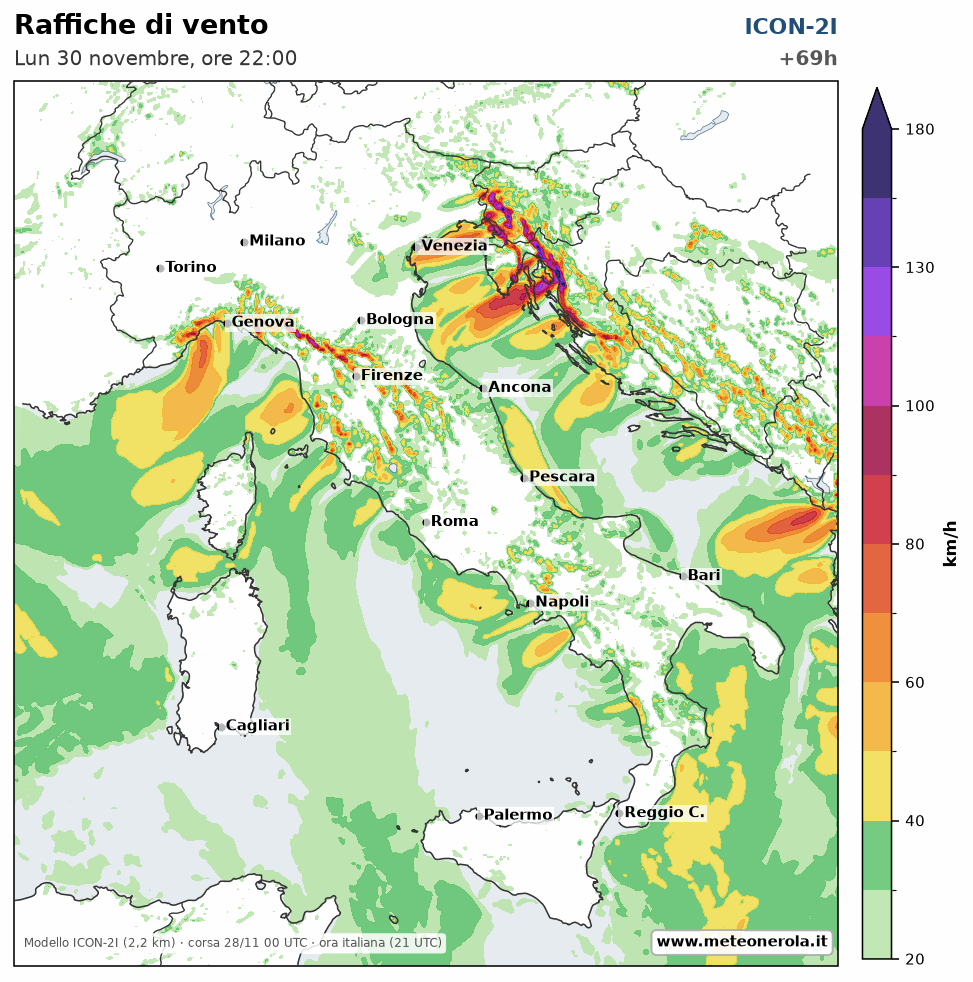 Raffiche di vento
ICON-2I
Lun 30 novembre, ore 22:00
+69h
180
130
100
80
60
40
20
km/h
Milano
Venezia
Torino
Genova
Bologna
Firenze
Ancona
Pescara
Roma
Bari
Napoli
Cagliari
Palermo
Reggio C.
Modello ICON-2I (2,2 km) · corsa 28/11 00 UTC · ora italiana (21 UTC)
www.meteonerola.it